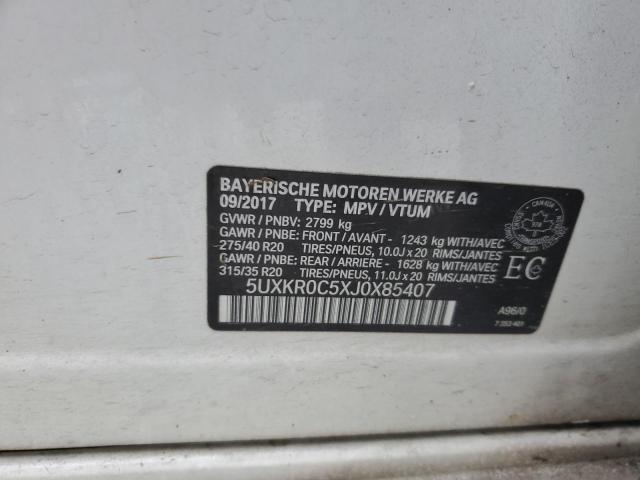 BAYERISCHE MOTOREN WERKE AG
09/2017 TYPE: MPV / VTUM
GVWR / PNBV: 2799 kg
GAWR / PNBE: FRONT / AVANT - 1243 kg WITH/AVEC
275/40 R20 TIRES/PNEUS, 10.0J x 20 RIMS/JANTES
GAWR / PNBE: REAR / ARRIERE - 1628 kg WITH/AVEC
315/35 R20 TIRES/PNEUS, 11.0J x 20 RIMS/JANTES
5UXKR0C5XJ0X85407
CANADA
EC
A96/0